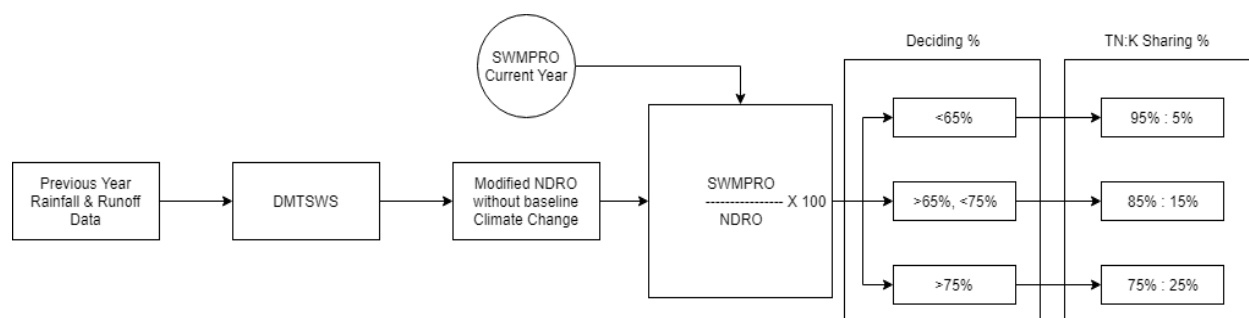 Deciding %
TN:K Sharing %
SWMPRO
Current Year
<65%
95% : 5%
Previous Year
Rainfall & Runoff
Data
DMTSWS
Modified NDRO
without baseline
Climate Change
SWMPRO
---------------- X 100
NDRO
>65%, <75%
85% : 15%
>75%
75% : 25%